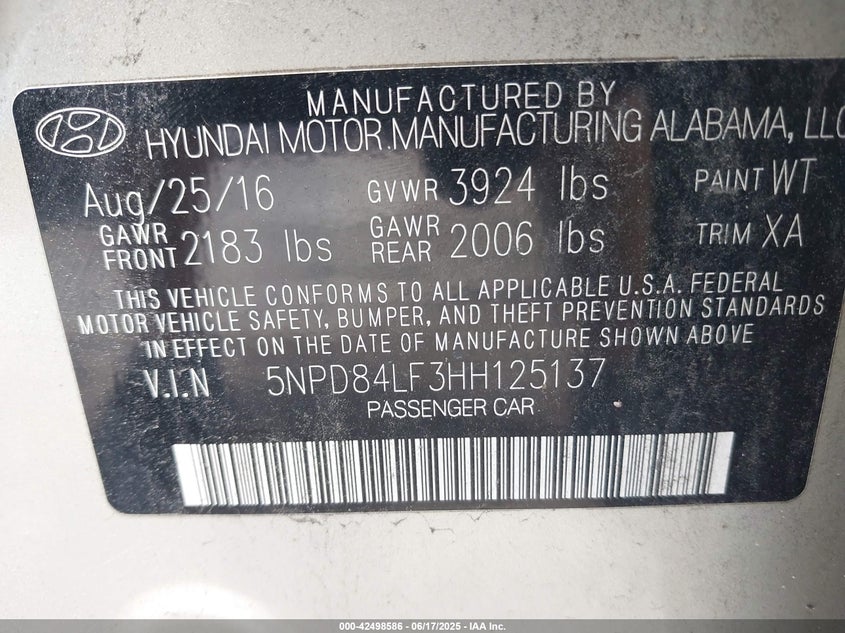 MANUFACTURED BY
HYUNDAI MOTOR MANUFACTURING ALABAMA, LLC
Aug/25/16 GVWR 3924 lbs PAINT WT
GAWR FRONT 2183 lbs GAWR REAR 2006 lbs TRIM XA
THIS VEHICLE CONFORMS TO ALL APPLICABLE U.S.A. FEDERAL
MOTOR VEHICLE SAFETY, BUMPER, AND THEFT PREVENTION STANDARDS
IN EFFECT ON THE DATE OF MANUFACTURE SHOWN ABOVE
V.I.N 5NPD84LF3HH125137
PASSENGER CAR
000-42498586 - 06/17/2025 - IAA Inc.